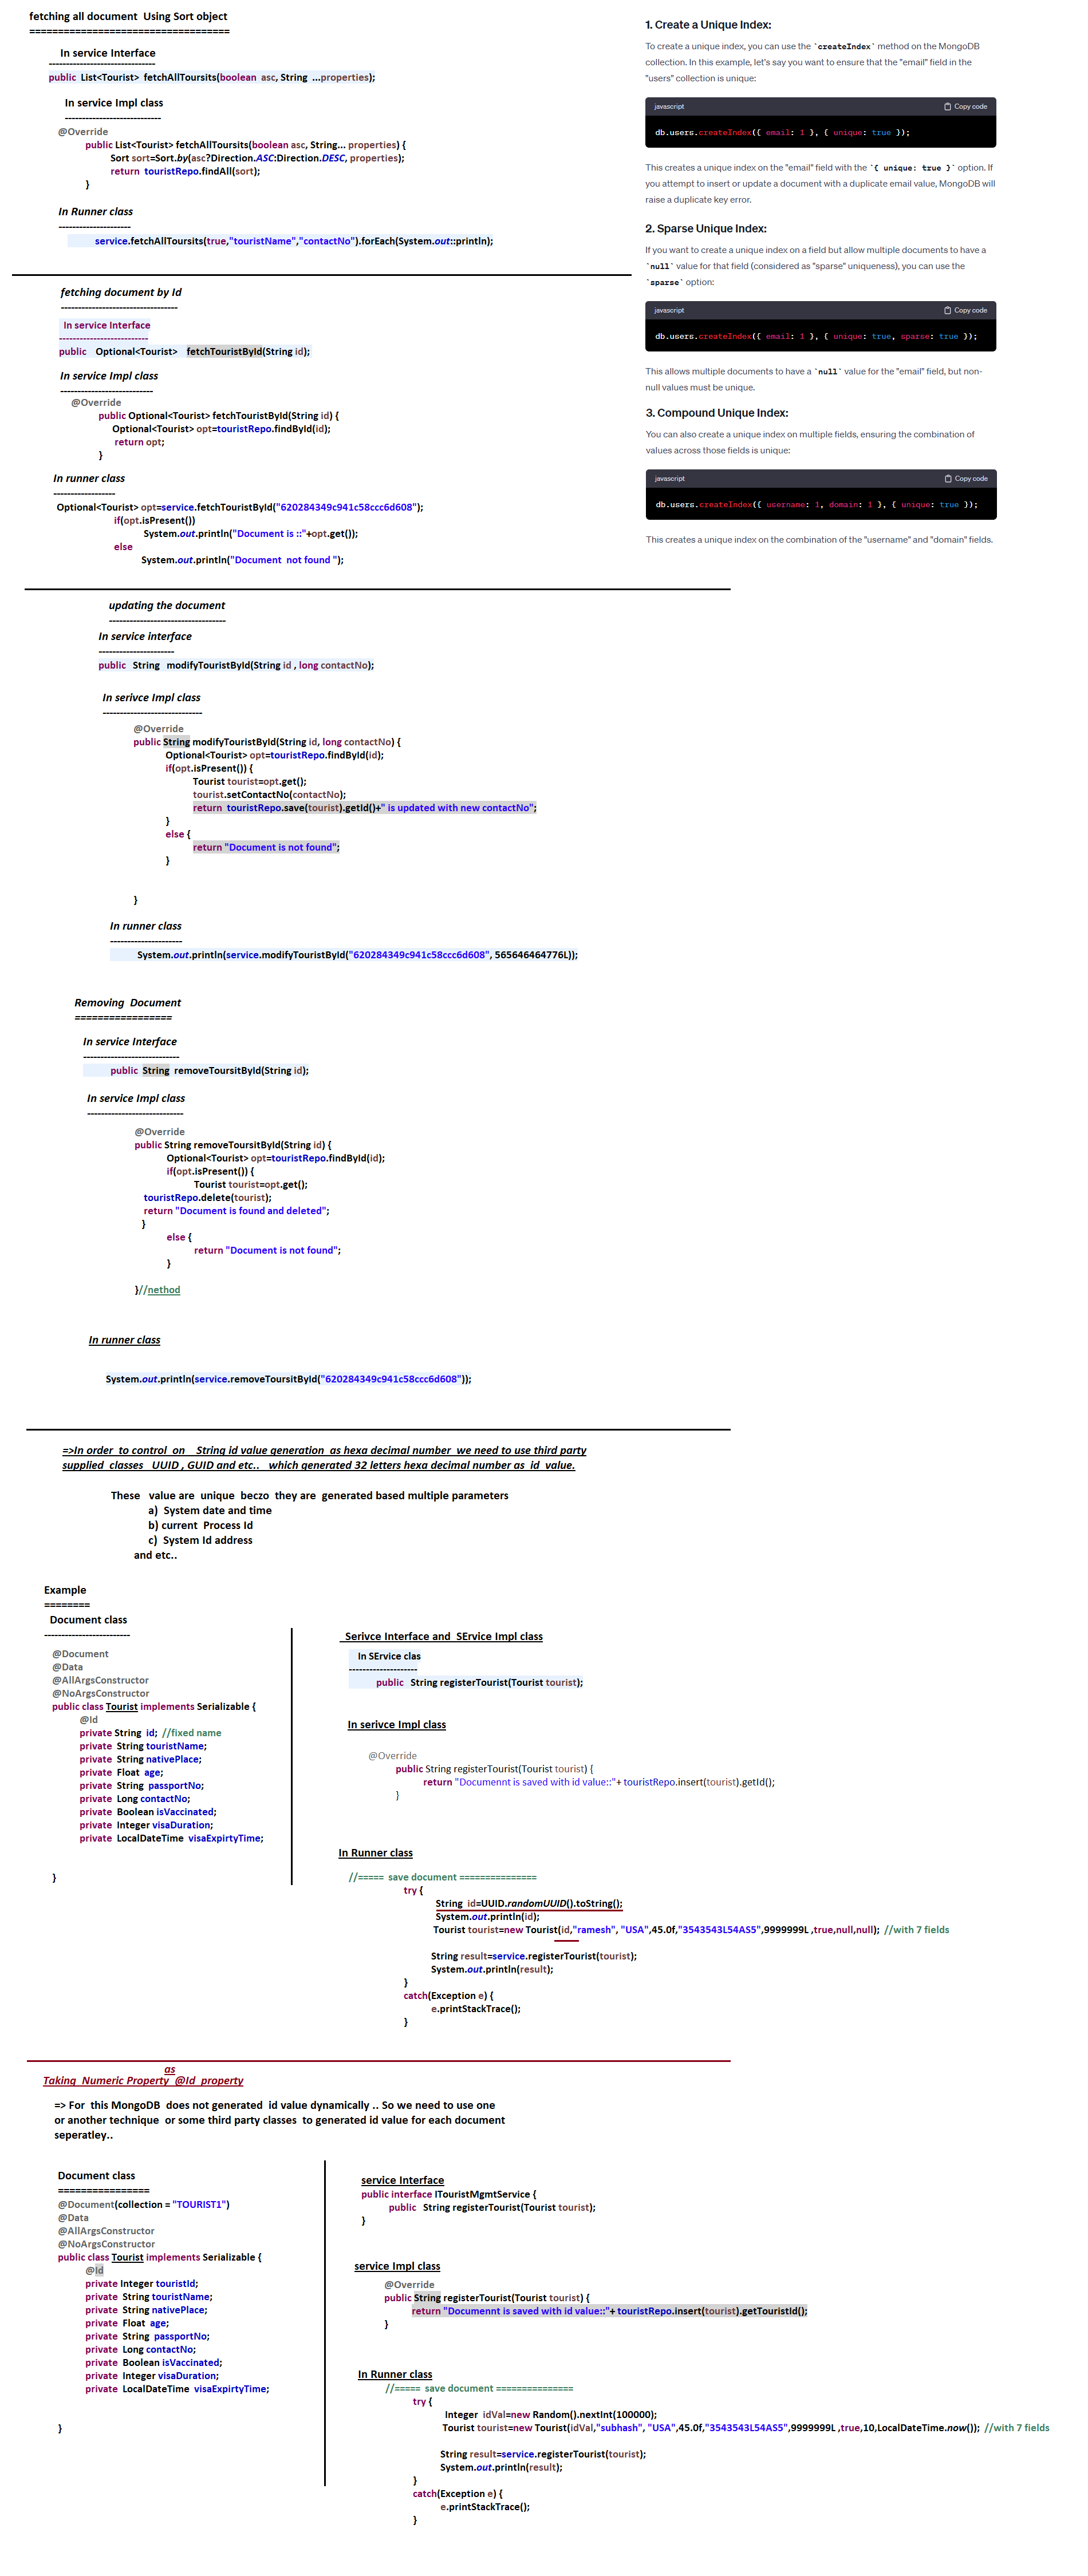 fetching all document  Using Sort object
===================================
In service Interface
-------------------------------
public  List<Tourist>  fetchAllToursits(boolean  asc, String  ...properties);
In service Impl class
----------------------------
@Override
public List<Tourist> fetchAllToursits(boolean asc, String... properties) {
Sort sort=Sort.by(asc?Direction.ASC:Direction.DESC, properties);
return  touristRepo.findAll(sort);
}
In Runner class
---------------------
service.fetchAllToursits(true,"touristName","contactNo").forEach(System.out::println);
fetching document by Id
----------------------------------
In service Interface
--------------------------
public    Optional<Tourist>    fetchTouristById(String id);
In service Impl class
---------------------------
@Override
public Optional<Tourist> fetchTouristById(String id) {
Optional<Tourist> opt=touristRepo.findById(id);
return opt;
}
In runner class
------------------
Optional<Tourist> opt=service.fetchTouristById("620284349c941c58ccc6d608");
if(opt.isPresent())
System.out.println("Document is ::"+opt.get());
else
System.out.println("Document  not found ");
1. Create a Unique Index:
To create a unique index, you can use the `createIndex` method on the MongoDB
collection. In this example, let's say you want to ensure that the "email" field in the
"users" collection is unique:
javascript Copy code
db.users.createIndex({ email: 1 }, { unique: true });
This creates a unique index on the "email" field with the `{ unique: true }` option. If
you attempt to insert or update a document with a duplicate email value, MongoDB will
raise a duplicate key error.
2. Sparse Unique Index:
If you want to create a unique index on a field but allow multiple documents to have a
`null` value for that field (considered as "sparse" uniqueness), you can use the
`sparse` option:
javascript Copy code
db.users.createIndex({ email: 1 }, { unique: true, sparse: true });
This allows multiple documents to have a `null` value for the "email" field, but non-
null values must be unique.
3. Compound Unique Index:
You can also create a unique index on multiple fields, ensuring the combination of
values across those fields is unique:
javascript Copy code
db.users.createIndex({ username: 1, domain: 1 }, { unique: true });
This creates a unique index on the combination of the "username" and "domain" fields.
updating the document
----------------------------------
In service interface
----------------------
public   String   modifyTouristById(String id , long contactNo);
In serivce Impl class
-----------------------------
@Override
public String modifyTouristById(String id, long contactNo) {
Optional<Tourist> opt=touristRepo.findById(id);
if(opt.isPresent()) {
Tourist tourist=opt.get();
tourist.setContactNo(contactNo);
return  touristRepo.save(tourist).getId()+" is updated with new contactNo";
}
else {
return "Document is not found";
}
}
In runner class
---------------------
System.out.println(service.modifyTouristById("620284349c941c58ccc6d608", 565646464776L));
Removing  Document
=================
In service Interface
----------------------------
public  String  removeToursitById(String id);
In service Impl class
----------------------------
@Override
public String removeToursitById(String id) {
Optional<Tourist> opt=touristRepo.findById(id);
if(opt.isPresent()) {
Tourist tourist=opt.get();
touristRepo.delete(tourist);
return "Document is found and deleted";
}
else {
return "Document is not found";
}
}//nethod
In runner class
System.out.println(service.removeToursitById("620284349c941c58ccc6d608"));
=>In order  to control  on    String id value generation  as hexa decimal number  we need to use third party
supplied  classes   UUID , GUID and etc..   which generated 32 letters hexa decimal number as  id  value.
These   value are  unique  beczo  they are  generated based multiple parameters
a)  System date and time
b) current  Process Id
c)  System Id address
and etc..
Example
========
Document class
-------------------------
@Document
@Data
@AllArgsConstructor
@NoArgsConstructor
public class Tourist implements Serializable {
@Id
private String  id;  //fixed name
private  String touristName;
private  String nativePlace;
private  Float  age;
private  String  passportNo;
private  Long contactNo;
private  Boolean isVaccinated;
private  Integer visaDuration;
private  LocalDateTime  visaExpirtyTime;
}
Serivce Interface and  SErvice Impl class
In SErvice clas
--------------------
public   String registerTourist(Tourist tourist);
In serivce Impl class
@Override
public String registerTourist(Tourist tourist) {
return "Documennt is saved with id value::"+ touristRepo.insert(tourist).getId();
}
In Runner class
//=====  save document ===============
try {
String  id=UUID.randomUUID().toString();
System.out.println(id);
Tourist tourist=new Tourist(id,"ramesh", "USA",45.0f,"3543543L54AS5",9999999L ,true,null,null);  //with 7 fields
String result=service.registerTourist(tourist);
System.out.println(result);
}
catch(Exception e) {
e.printStackTrace();
}
as
Taking  Numeric Property  @Id  property
=> For  this MongoDB  does not generated  id value dynamically .. So we need to use one
or another technique  or some third party classes  to generated id value for each document
seperatley..
Document class
================
@Document(collection = "TOURIST1")
@Data
@AllArgsConstructor
@NoArgsConstructor
public class Tourist implements Serializable {
@Id
private Integer touristId;
private  String touristName;
private  String nativePlace;
private  Float  age;
private  String  passportNo;
private  Long contactNo;
private  Boolean isVaccinated;
private  Integer visaDuration;
private  LocalDateTime  visaExpirtyTime;
}
service Interface
public interface ITouristMgmtService {
public   String registerTourist(Tourist tourist);
}
service Impl class
@Override
public String registerTourist(Tourist tourist) {
return "Documennt is saved with id value::"+ touristRepo.insert(tourist).getTouristId();
}
In Runner class
//=====  save document ===============
try {
Integer  idVal=new Random().nextInt(100000);
Tourist tourist=new Tourist(idVal,"subhash", "USA",45.0f,"3543543L54AS5",9999999L ,true,10,LocalDateTime.now());  //with 7 fields
String result=service.registerTourist(tourist);
System.out.println(result);
}
catch(Exception e) {
e.printStackTrace();
}